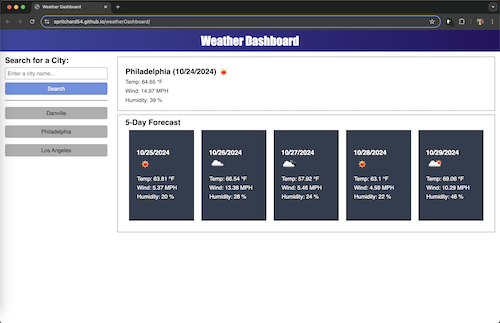 Weather Dashboard
apritchard54.github.io/weatherDashboard/
Weather Dashboard
Search for a City:
Enter a city name...
Search
Danville
Philadelphia
Los Angeles
Philadelphia (10/24/2024)
Temp: 64.65 °F
Wind: 14.97 MPH
Humidity: 39 %
5-Day Forecast
10/25/2024
Temp: 63.81 °F
Wind: 5.37 MPH
Humidity: 20 %
10/26/2024
Temp: 66.54 °F
Wind: 13.38 MPH
Humidity: 28 %
10/27/2024
Temp: 57.92 °F
Wind: 5.46 MPH
Humidity: 24 %
10/28/2024
Temp: 63.1 °F
Wind: 4.59 MPH
Humidity: 22 %
10/29/2024
Temp: 69.06 °F
Wind: 10.29 MPH
Humidity: 48 %